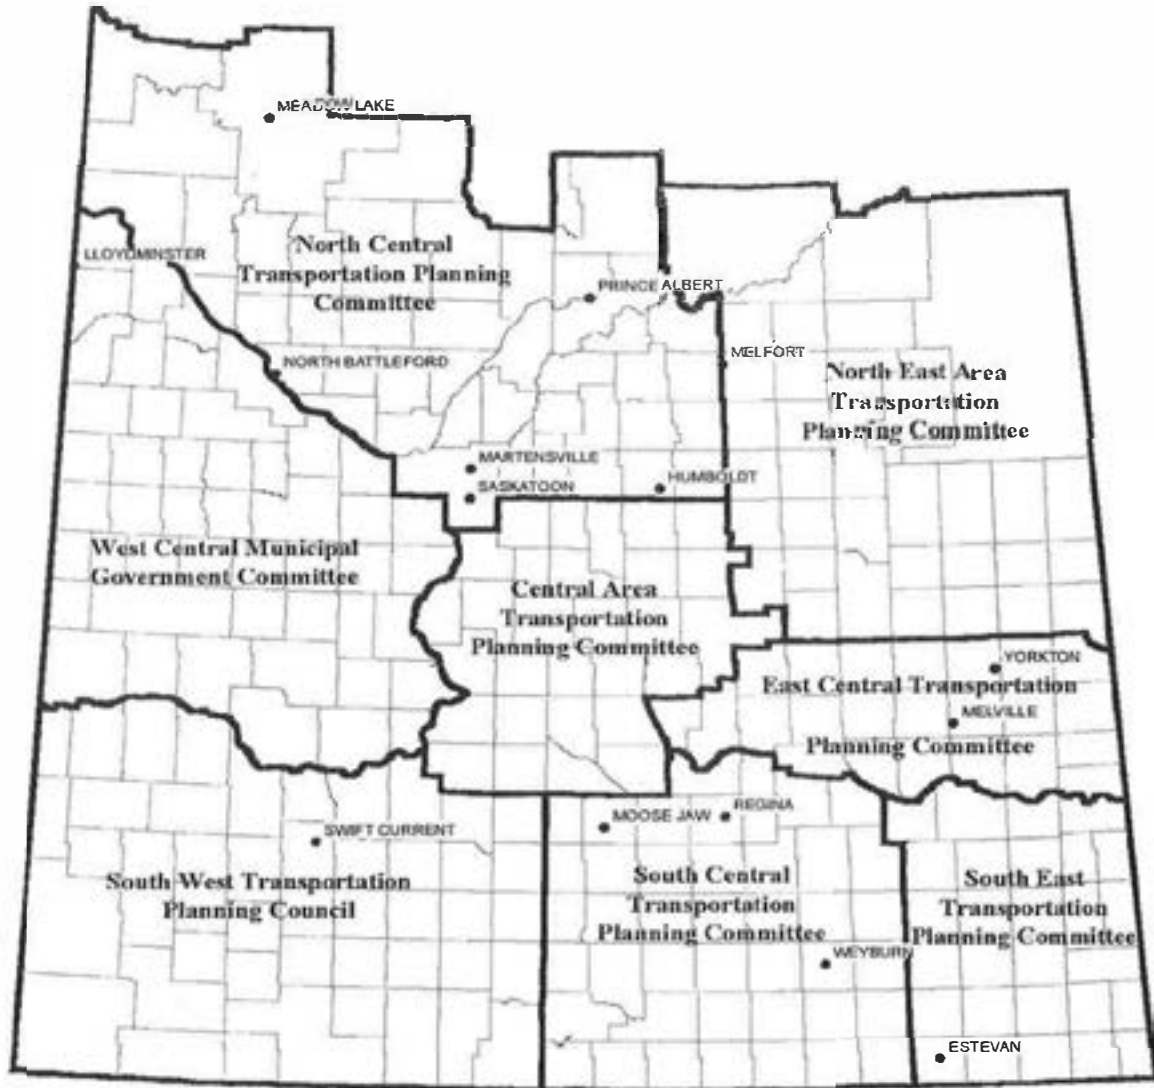 MEADOW LAKE
LLOYDMINSTER
North Central
Transportation Planning
Committee
PRINCE ALBERT
NORTH BATTLEFORD
MELFORT
North East Area
Transportation
Planning Committee
MARTENSVILLE
SASKATOON
HUMBOLDT
West Central Municipal
Government Committee
Central Area
Transportation
Planning Committee
YORKTON
East Central Transportation
MELVILLE
Planning Committee
SWIFT CURRENT
MOOSE JAW
REGINA
South West Transportation
Planning Council
South Central
Transportation
Planning Committee
South East
Transportation
Planning Committee
WEYBURN
ESTEVAN